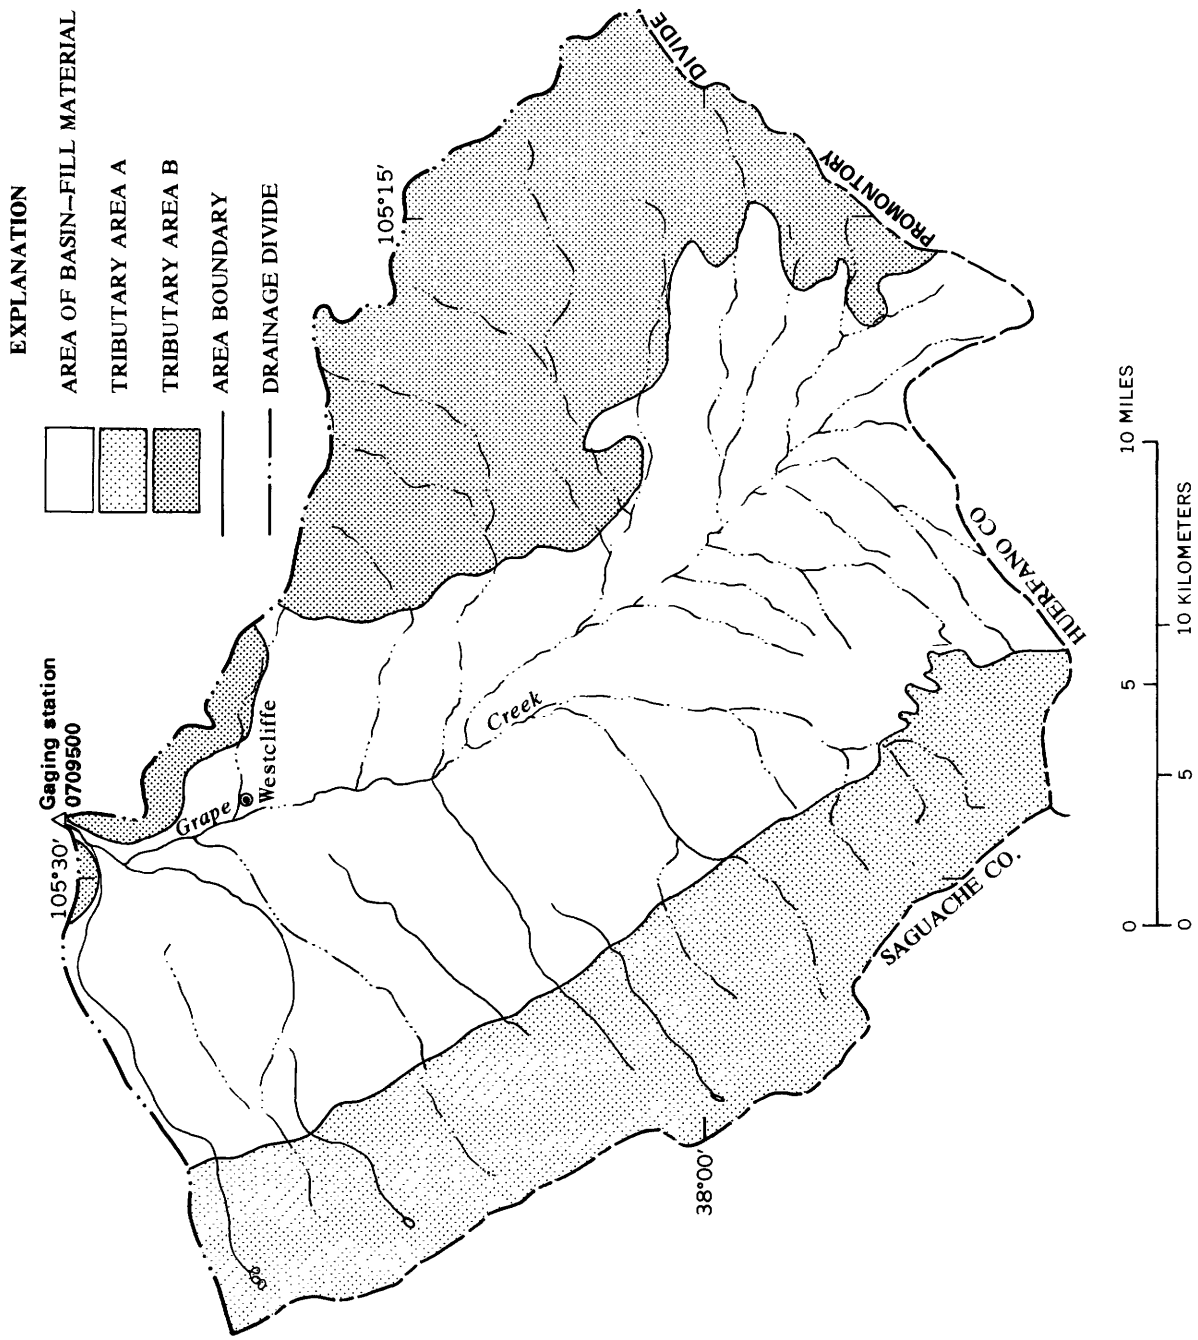 EXPLANATION
AREA OF BASIN–FILL MATERIAL
TRIBUTARY AREA A
TRIBUTARY AREA B
AREA BOUNDARY
DRAINAGE DIVIDE
Gaging station
0709500
105°30′
105°15′
38°00′
Grape
Creek
Westcliffe
PROMONTORY
DIVIDE
HUERFANO CO
SAGUACHE CO.
0
5
10 MILES
0
5
10 KILOMETERS